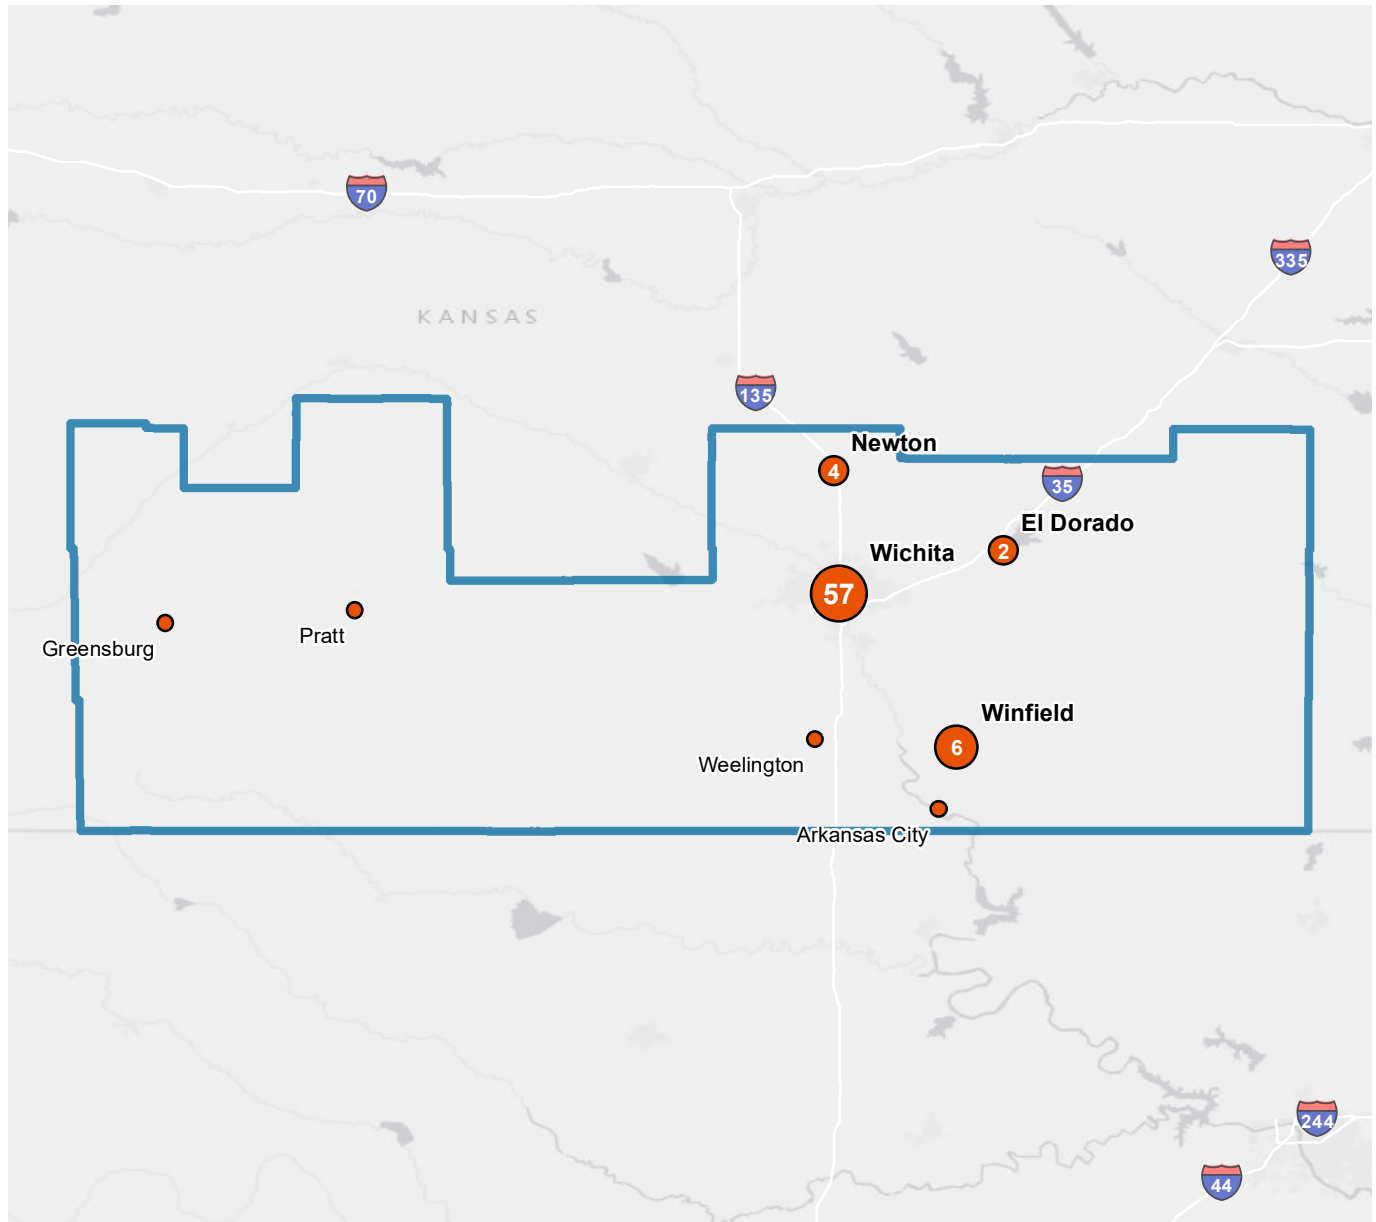 70
335
KANSAS
135
Newton
4
35
El Dorado
2
Wichita
57
Greensburg
Pratt
Winfield
6
Weelington
Arkansas City
244
44